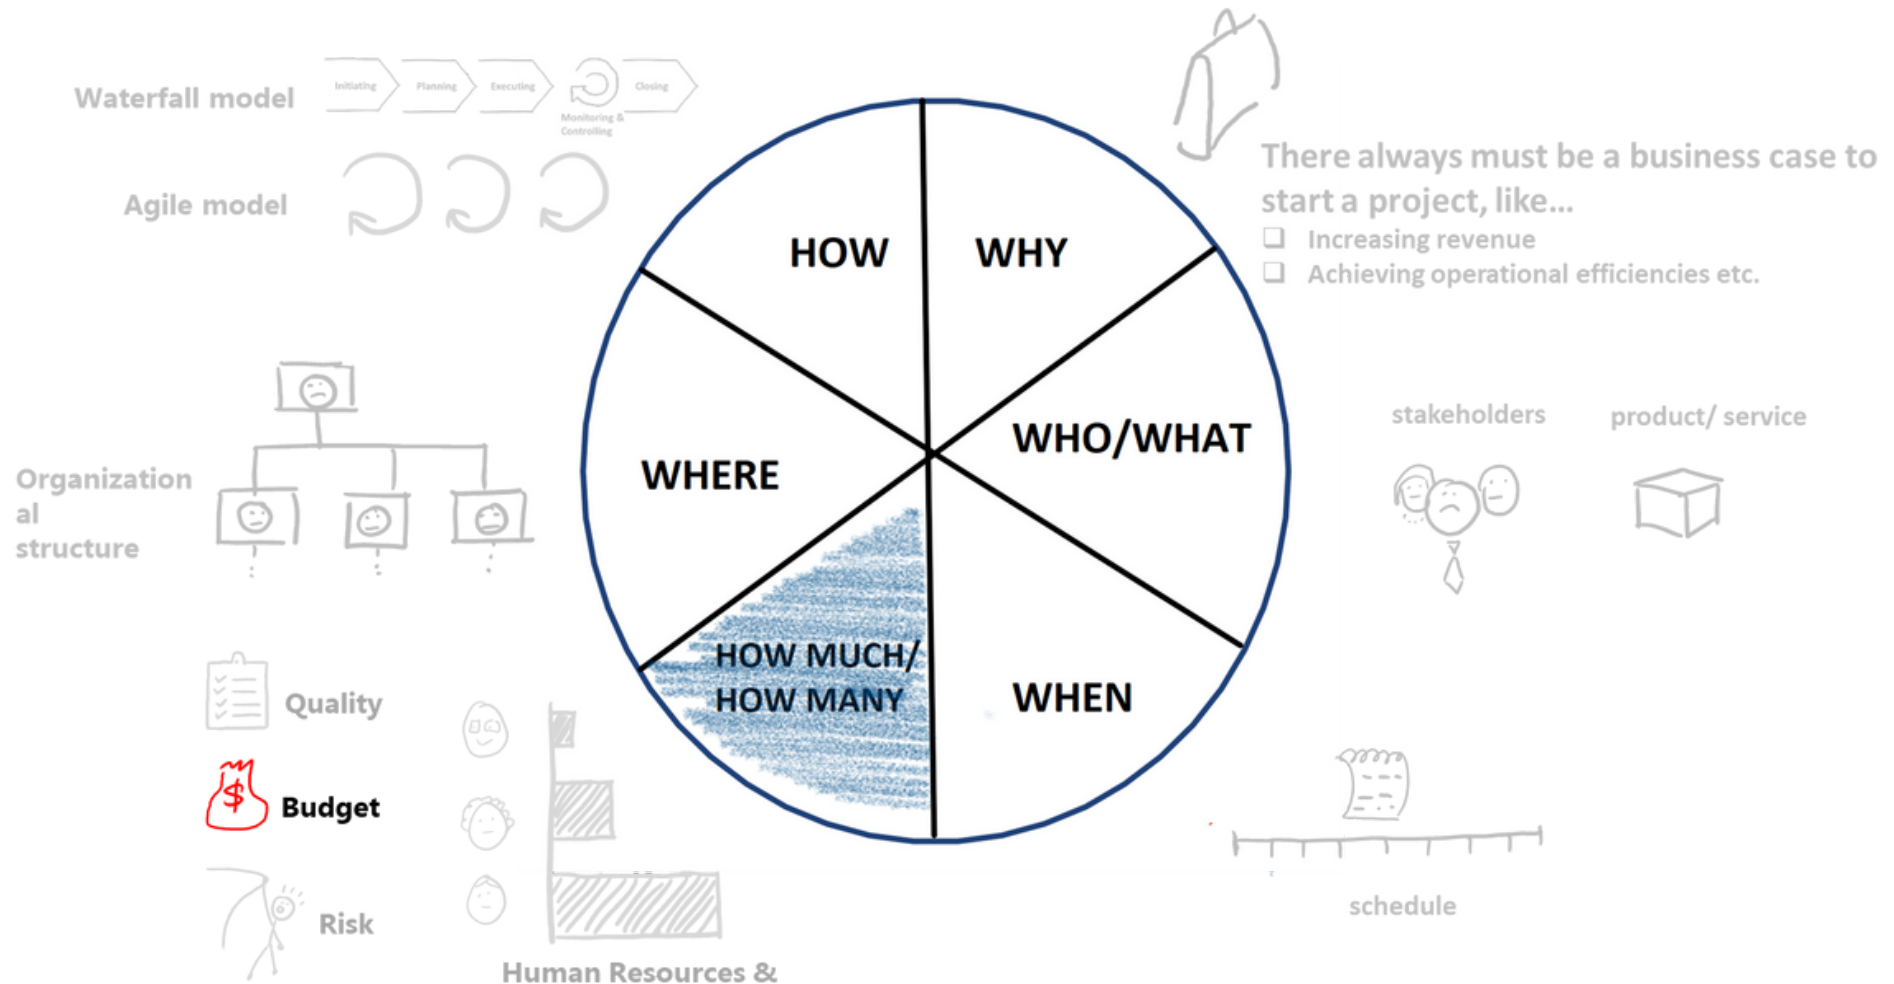 Waterfall model
Initiating
Planning
Executing
Monitoring &
Controlling
Closing
Agile model
There always must be a business case to
start a project, like...
❑ Increasing revenue
❑ Achieving operational efficiencies etc.
HOW
WHY
WHERE
WHO/WHAT
HOW MUCH/
HOW MANY
WHEN
stakeholders
product/ service
Organization
al
structure
Quality
$
Budget
Risk
Human Resources &
schedule